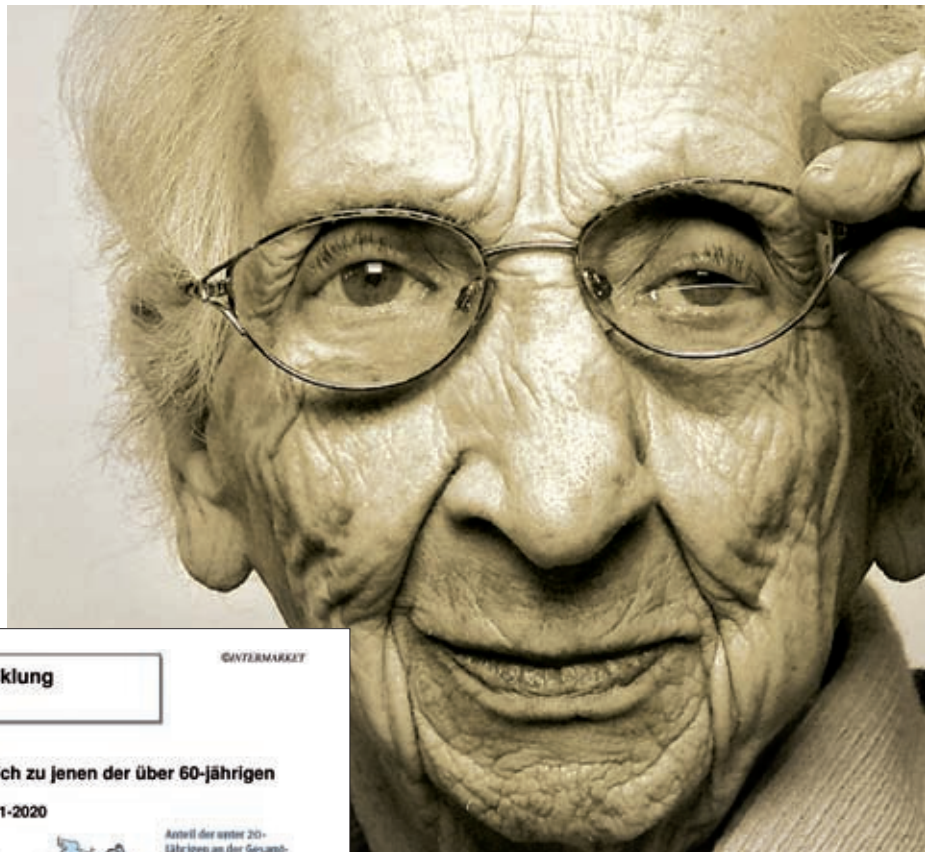 klung
©INTERMARKET
ch zu jenen der über 60-jährigen
1-2020
Anteil der unter 20-
jährigen an der Gesamt-